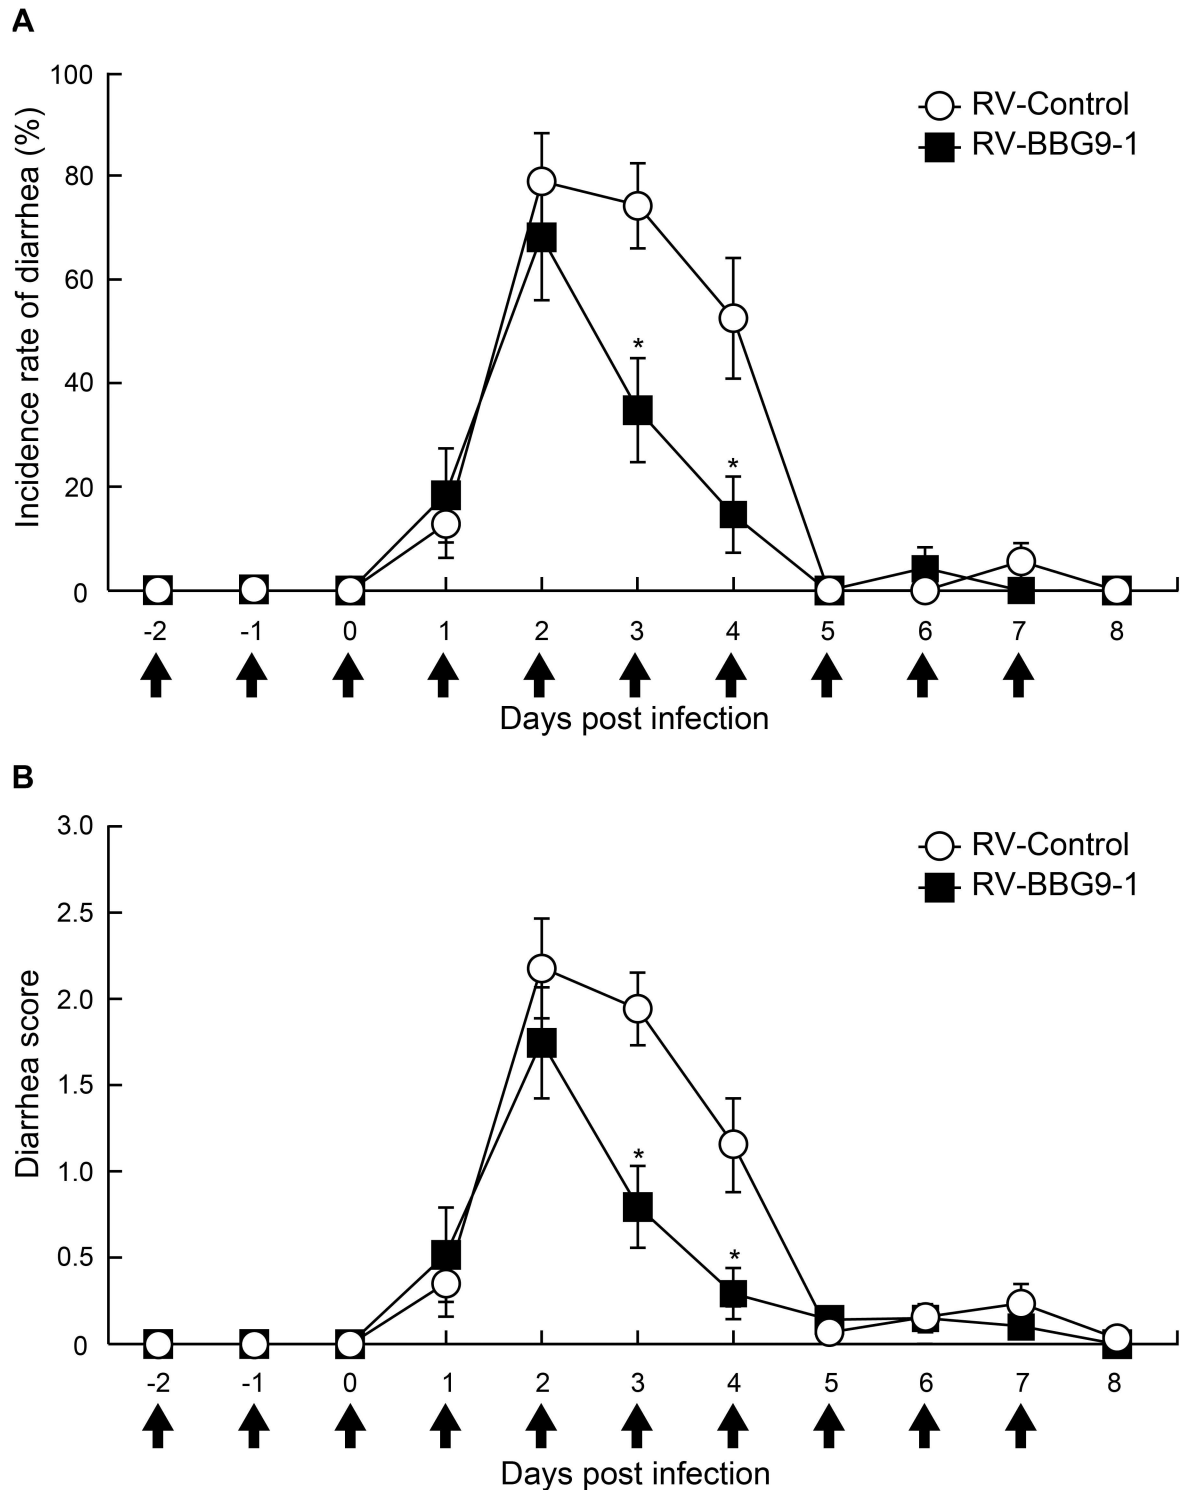 A
100
80
60
40
20
0
Incidence rate of diarrhea (%)
RV-Control
RV-BBG9-1
*
*
-2 -1 0 1 2 3 4 5 6 7 8
Days post infection
B
3.0
2.5
2.0
1.5
1.0
0.5
0
Diarrhea score
RV-Control
RV-BBG9-1
*
*
-2 -1 0 1 2 3 4 5 6 7 8
Days post infection